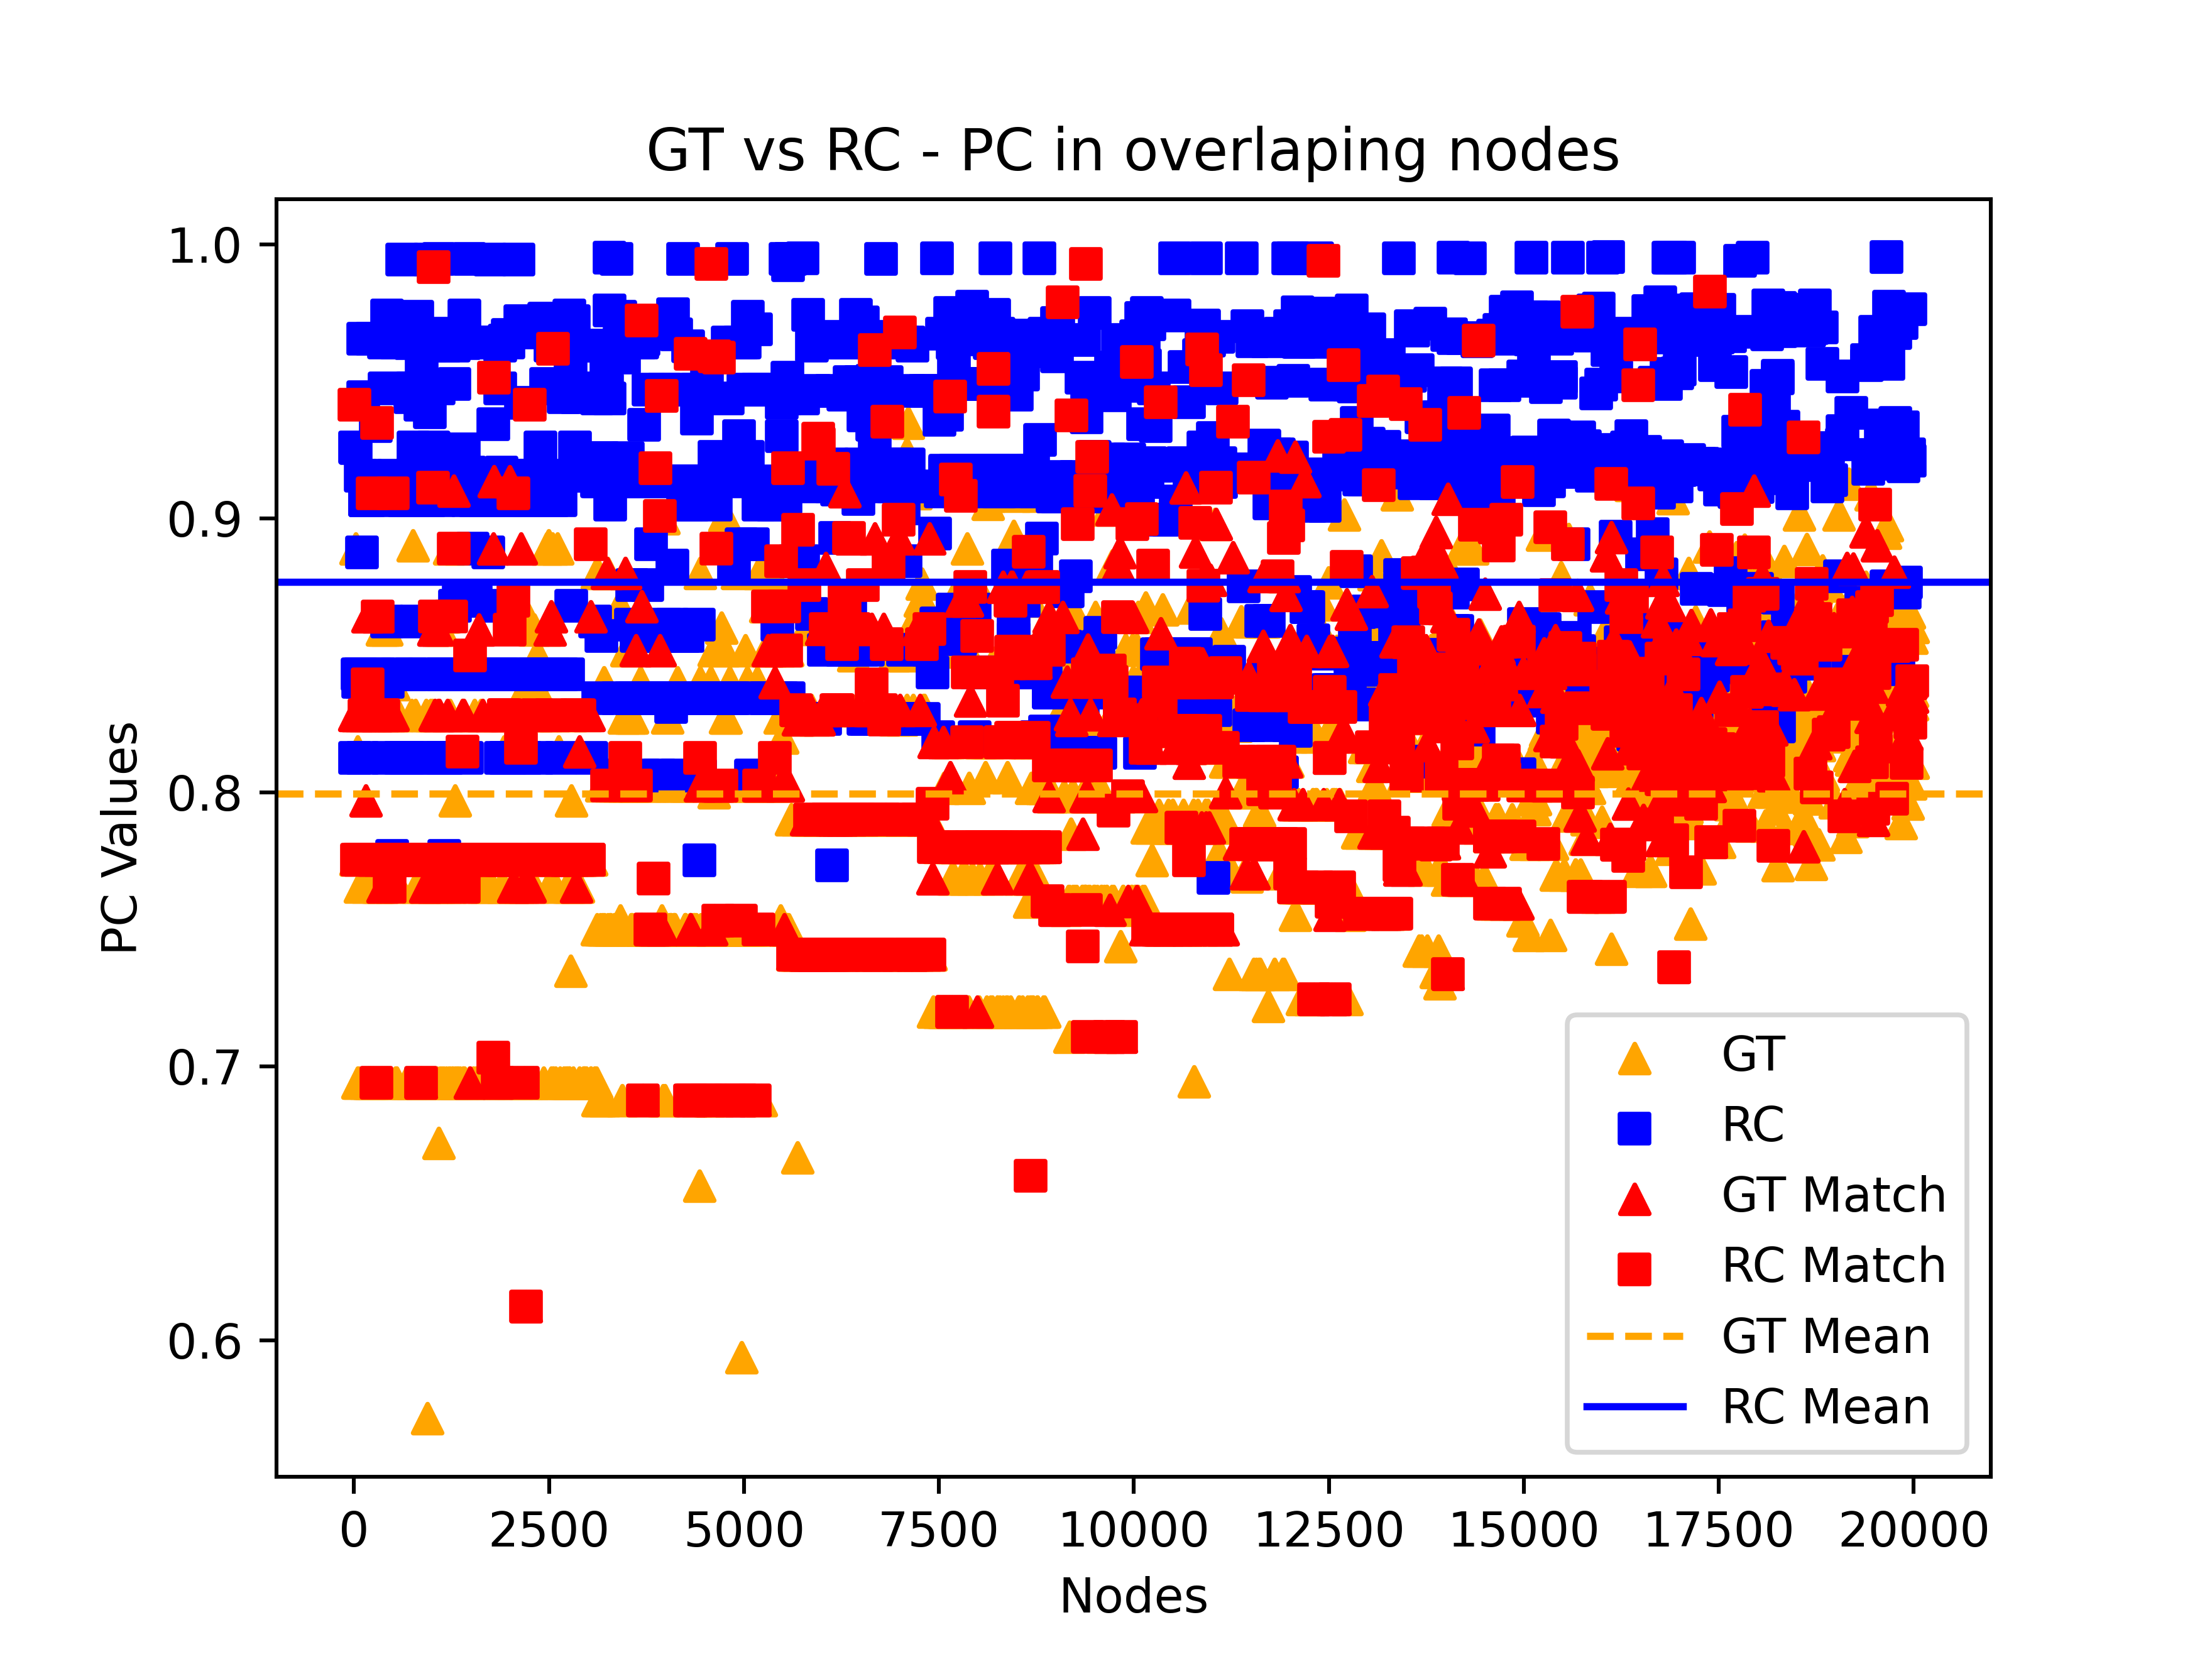 GT vs RC - PC in overlaping nodes
1.0
0.9
0.8
0.7
0.6
PC Values
GT
RC
GT Match
RC Match
GT Mean
RC Mean
0 2500 5000 7500 10000 12500 15000 17500 20000
Nodes